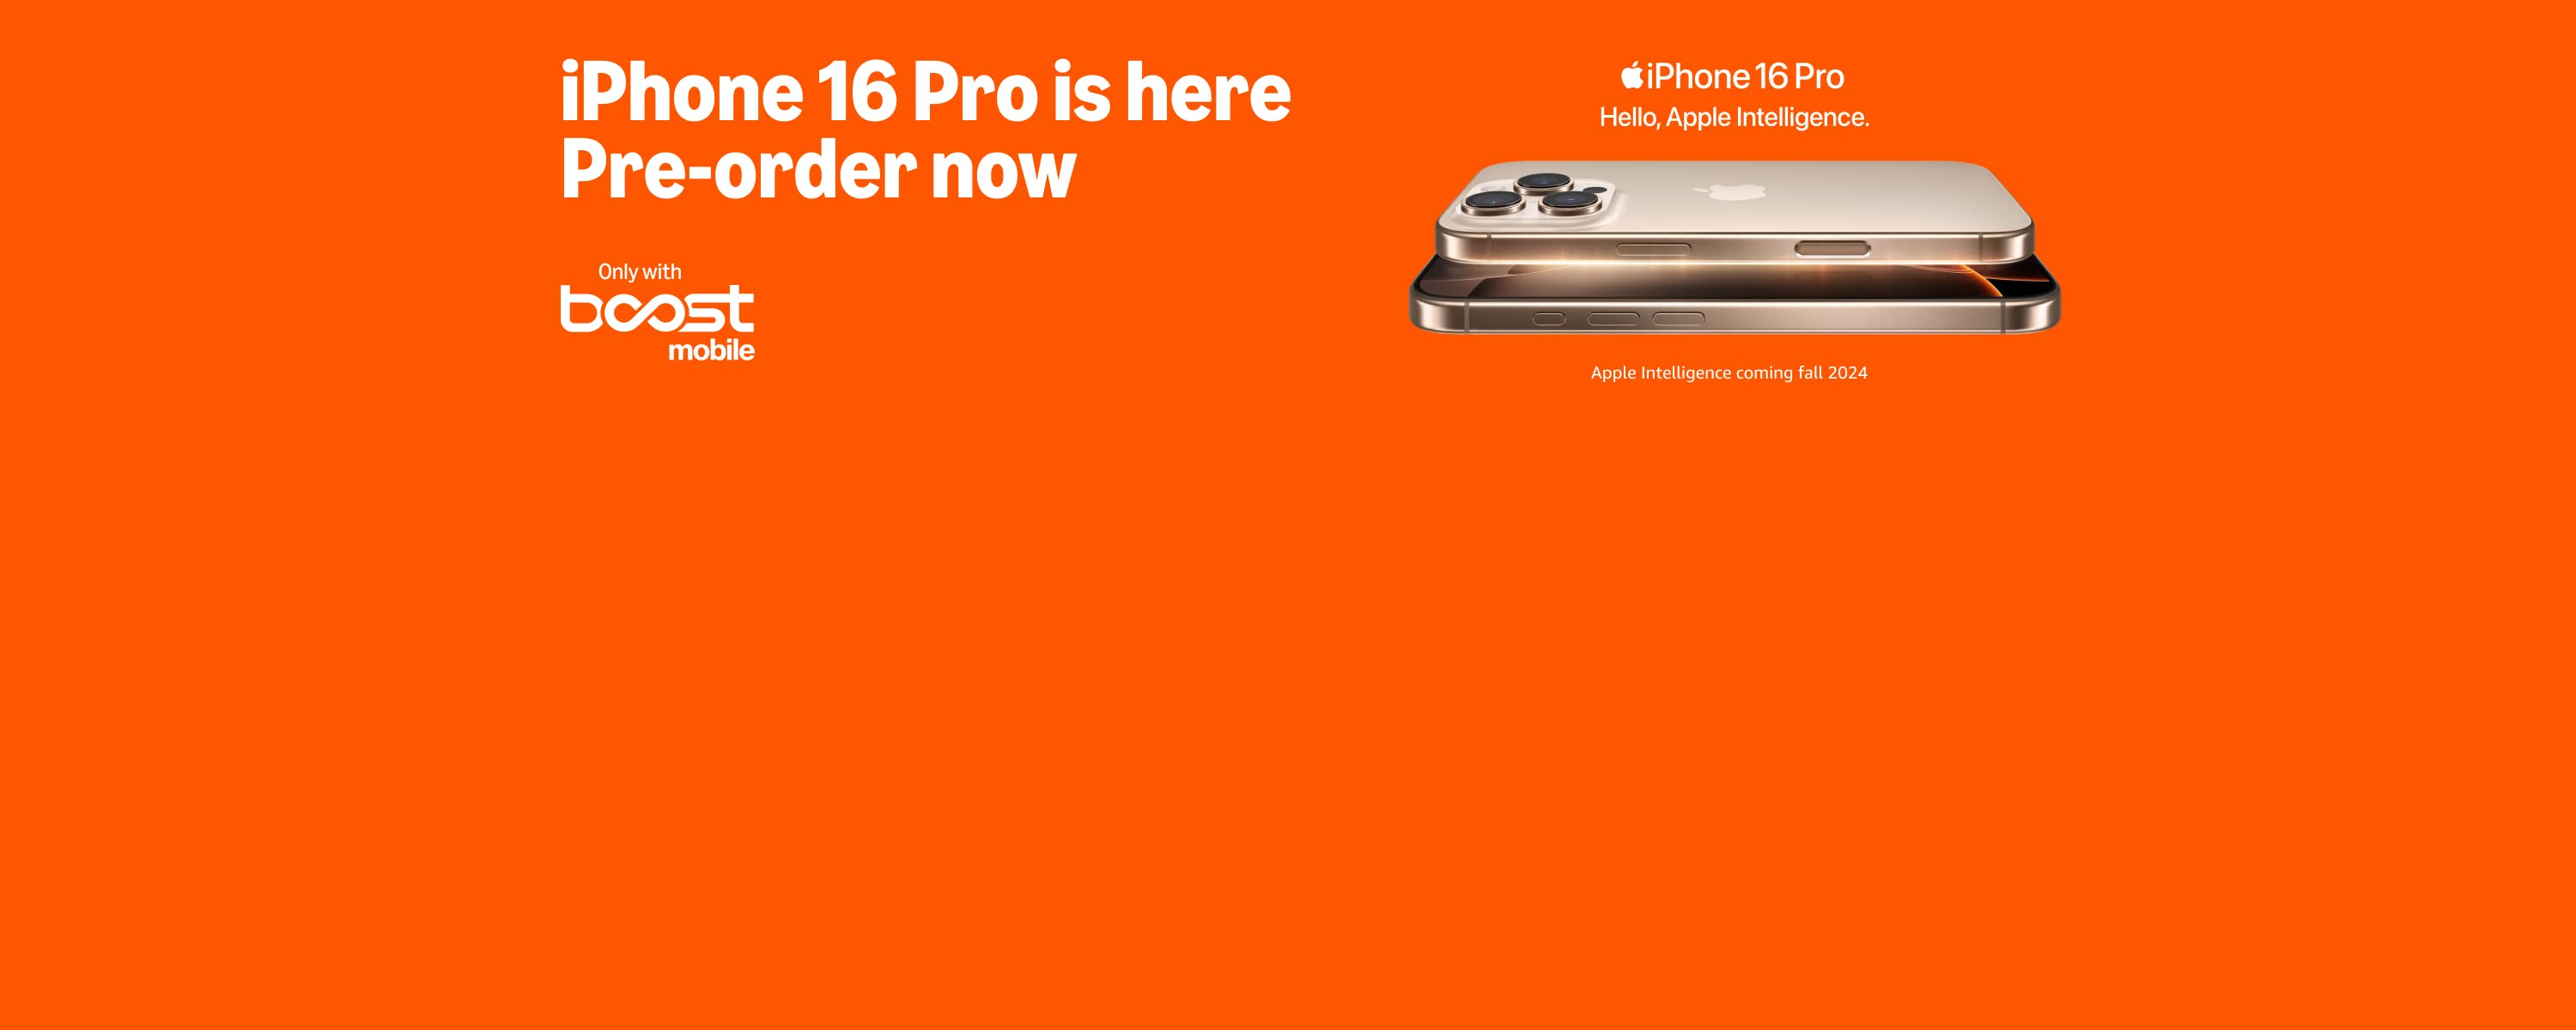 iPhone 16 Pro is here
Pre-order now
Only with
boost
mobile
iPhone 16 Pro
Hello, Apple Intelligence.
Apple Intelligence coming fall 2024